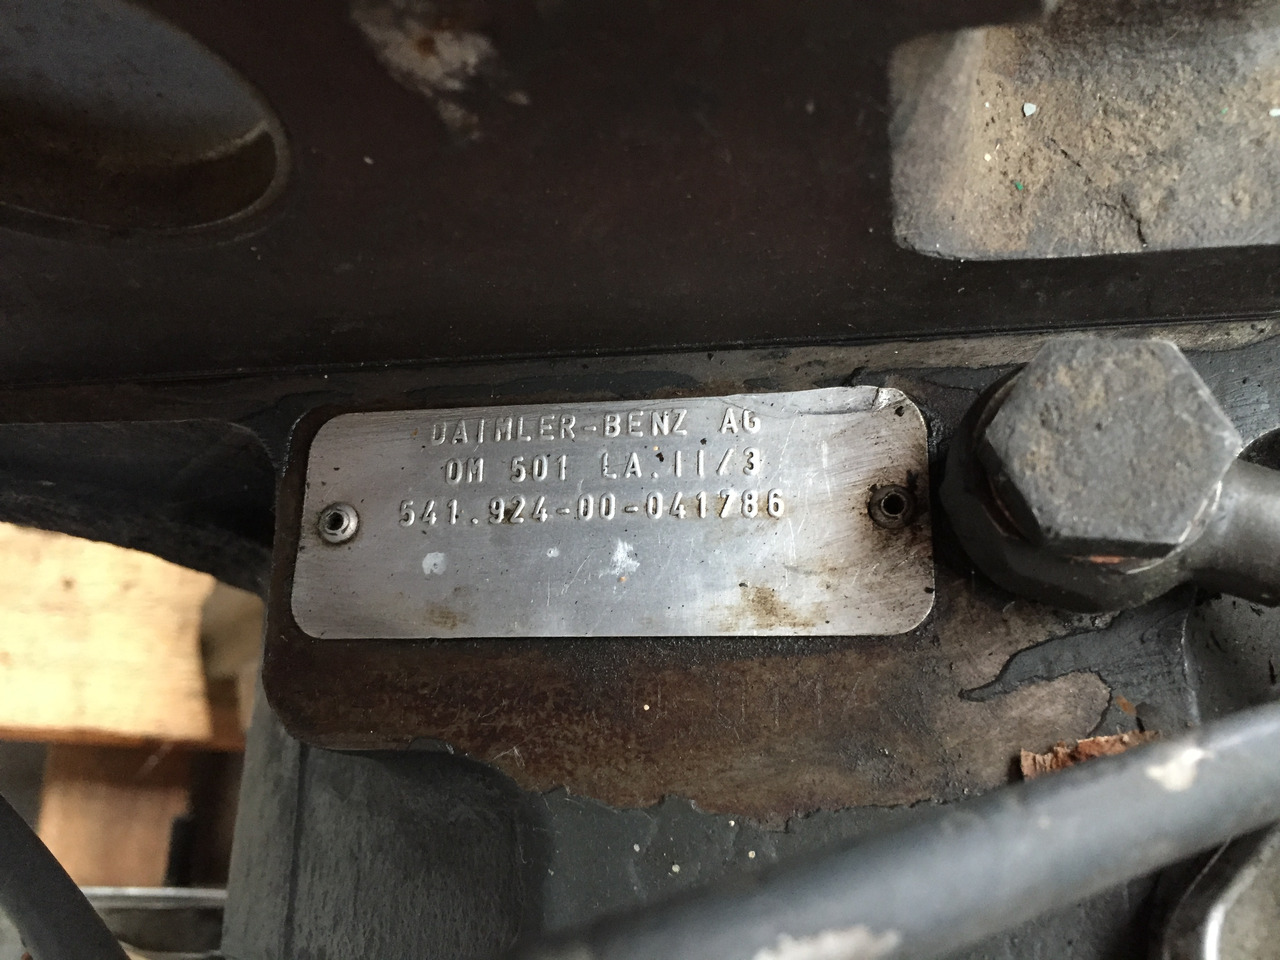 DAIMLER-BENZ AG
OM 501 LA.II/3
541.924-00-041786